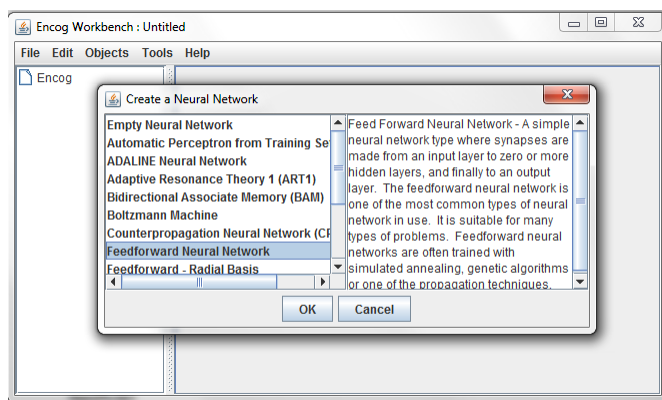 Encog Workbench : Untitled
File Edit Objects Tools Help
Encog
Create a Neural Network
Empty Neural Network
Automatic Perceptron from Training Se
ADALINE Neural Network
Adaptive Resonance Theory 1 (ART1)
Bidirectional Associate Memory (BAM)
Boltzmann Machine
Counterpropagation Neural Network (CP
Feedforward Neural Network
Feedforward - Radial Basis
Feed Forward Neural Network - A simple
neural network type where synapses are
made from an input layer to zero or more
hidden layers, and finally to an output
layer. The feedforward neural network is
one of the most common types of neural
network in use. It is suitable for many
types of problems. Feedforward neural
networks are often trained with
simulated annealing, genetic algorithms
or one of the propagation techniques.
OK Cancel